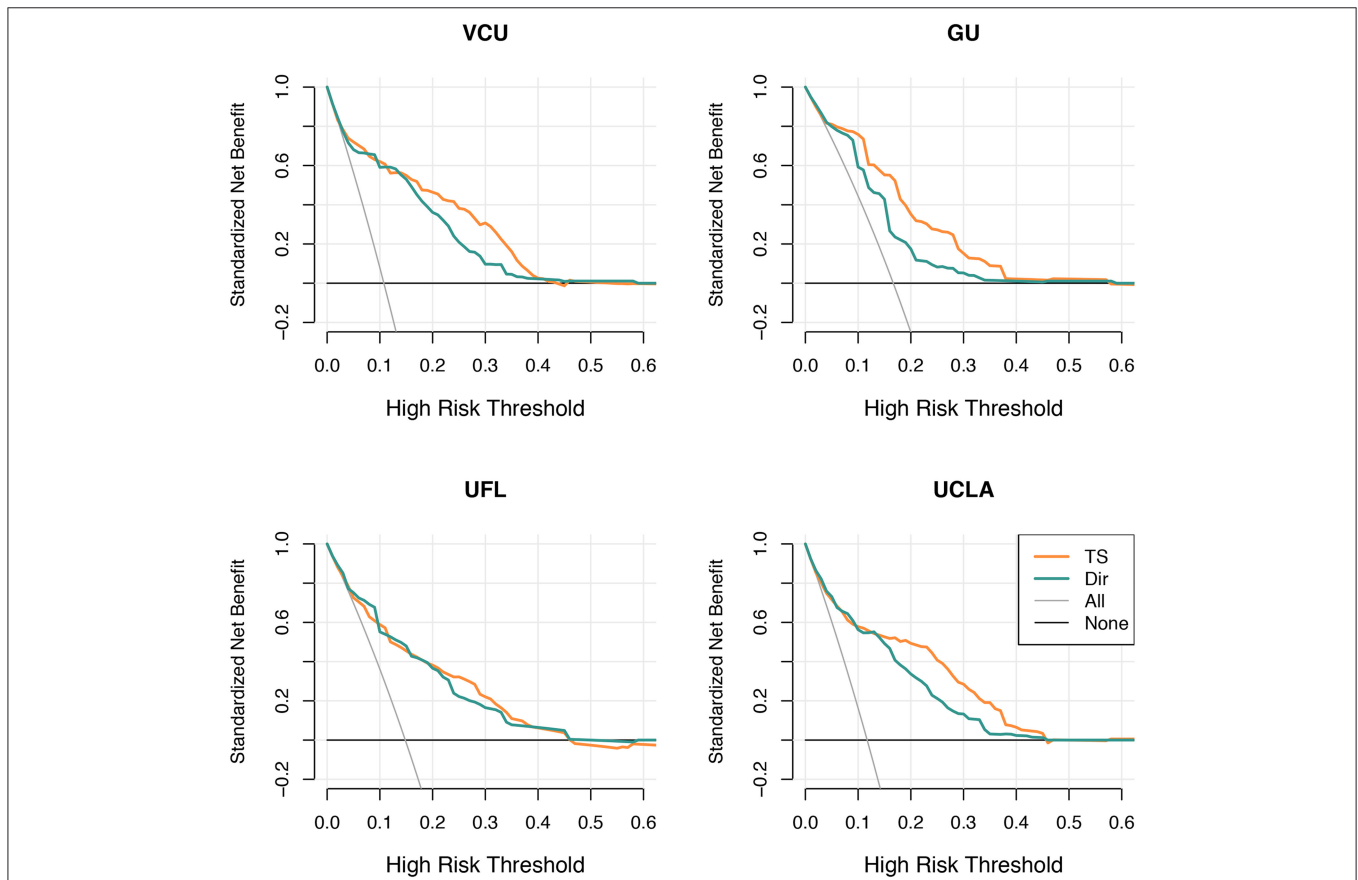 VCU
GU
Standardized Net Benefit
1.0
0.6
0.2
−0.2
0.0 0.1 0.2 0.3 0.4 0.5 0.6
High Risk Threshold
Standardized Net Benefit
1.0
0.6
0.2
−0.2
0.0 0.1 0.2 0.3 0.4 0.5 0.6
High Risk Threshold
UFL
UCLA
Standardized Net Benefit
1.0
0.6
0.2
−0.2
0.0 0.1 0.2 0.3 0.4 0.5 0.6
High Risk Threshold
Standardized Net Benefit
1.0
0.6
0.2
−0.2
0.0 0.1 0.2 0.3 0.4 0.5 0.6
High Risk Threshold
TS
Dir
All
None